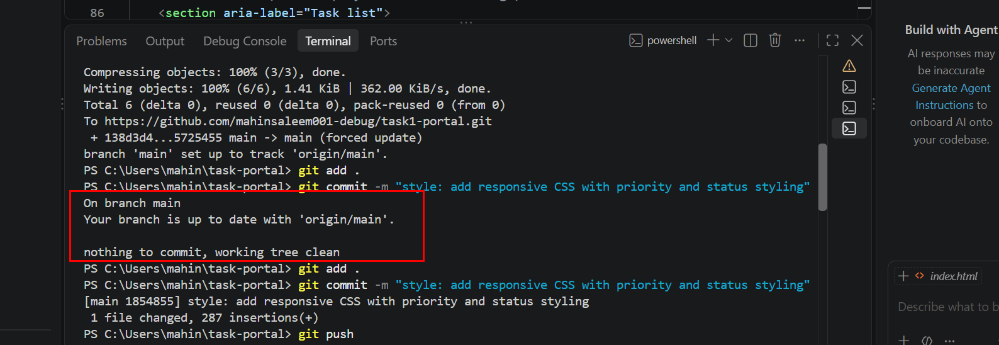 86 <section aria-label="Task list">
Problems Output Debug Console Terminal Ports
powershell
Compressing objects: 100% (3/3), done.
Writing objects: 100% (6/6), 1.41 KiB | 362.00 KiB/s, done.
Total 6 (delta 0), reused 0 (delta 0), pack-reused 0 (from 0)
To https://github.com/mahinsaleem001-debug/task1-portal.git
+ 138d3d4...5725455 main -> main (forced update)
branch 'main' set up to track 'origin/main'.
PS C:\Users\mahin\task-portal> git add .
PS C:\Users\mahin\task-portal> git commit -m "style: add responsive CSS with priority and status styling"
On branch main
Your branch is up to date with 'origin/main'.
nothing to commit, working tree clean
PS C:\Users\mahin\task-portal> git add .
PS C:\Users\mahin\task-portal> git commit -m "style: add responsive CSS with priority and status styling"
[main 1854855] style: add responsive CSS with priority and status styling
1 file changed, 287 insertions(+)
PS C:\Users\mahin\task-portal> git push
Build with Agent
AI responses may
be inaccurate
Generate Agent
Instructions to
onboard AI onto
your codebase.
index.html
Describe what to b